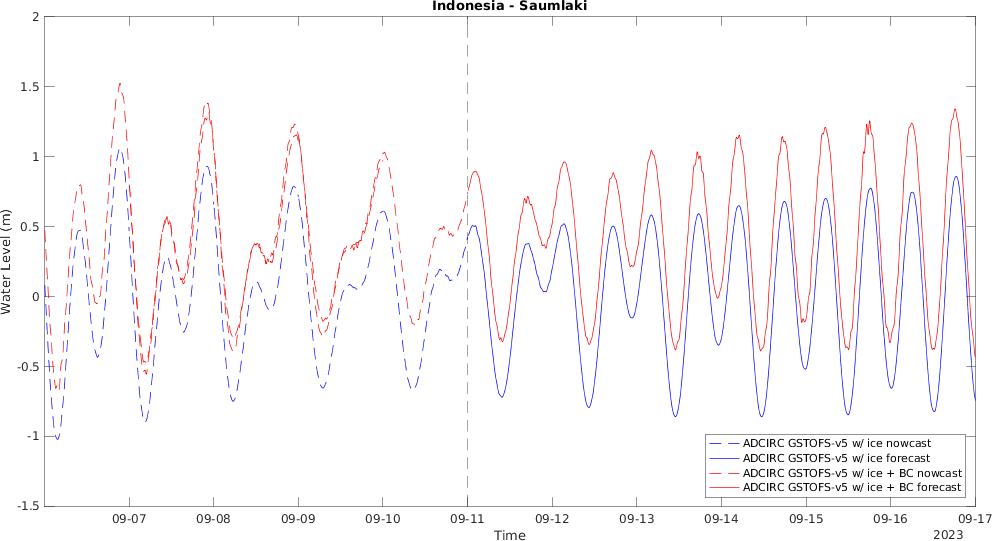 Indonesia - Saumlaki
Water Level (m)
2
1.5
1
0.5
0
-0.5
-1
-1.5
ADCIRC GSTOFS-v5 w/ ice nowcast
ADCIRC GSTOFS-v5 w/ ice forecast
ADCIRC GSTOFS-v5 w/ ice + BC nowcast
ADCIRC GSTOFS-v5 w/ ice + BC forecast
09-07 09-08 09-09 09-10 09-11 09-12 09-13 09-14 09-15 09-16 09-17
Time
2023